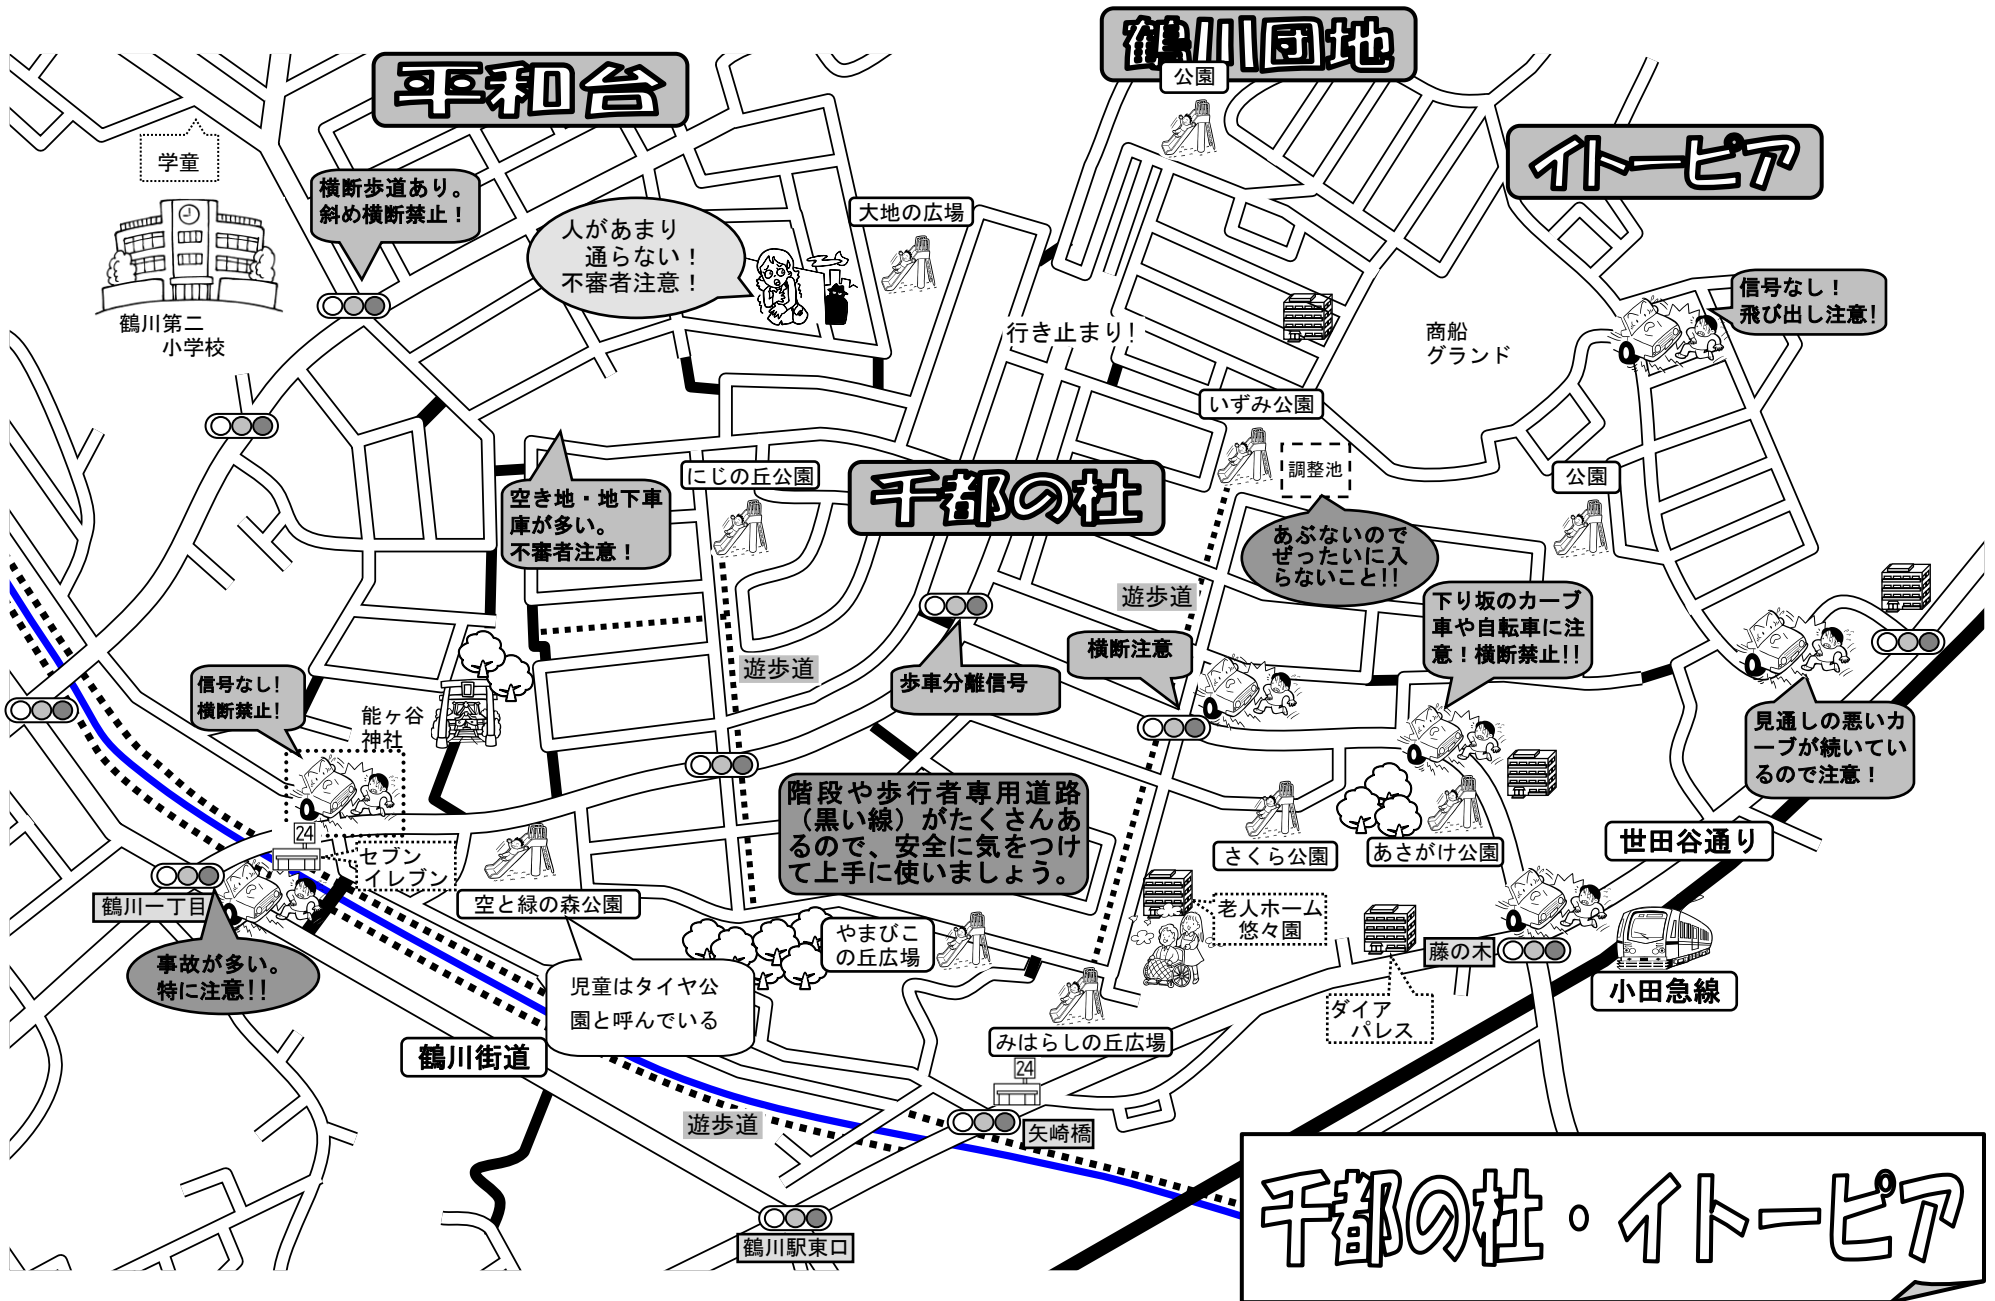 鶴川団地
公園
平和台
イトーピア
学童
横断歩道あり。
斜め横断禁止！
人があまり
通らない！
不審者注意！
大地の広場
鶴川第二
小学校
行き止まり!
商船
グランド
信号なし！
飛び出し注意!
いずみ公園
調整池
にじの丘公園
千都の杜
公園
空き地・地下車
庫が多い。
不審者注意！
あぶないので
ぜったいに入
らないこと!!
遊歩道
下り坂のカーブ
車や自転車に注
意！横断禁止!!
横断注意
遊歩道
歩車分離信号
信号なし!
横断禁止!
能ヶ谷
神社
見通しの悪いカ
ーブが続いてい
るので注意！
階段や歩行者専用道路
（黒い線）がたくさんあ
るので、安全に気をつけ
て上手に使いましょう。
24
セブン
イレブン
さくら公園
あさがけ公園
世田谷通り
鶴川一丁目
空と緑の森公園
老人ホーム
悠々園
やまびこ
の丘広場
藤の木
事故が多い。
特に注意!!
児童はタイヤ公
園と呼んでいる
小田急線
ダイア
パレス
鶴川街道
みはらしの丘広場
24
遊歩道
矢崎橋
鶴川駅東口
千都の杜・イトーピア